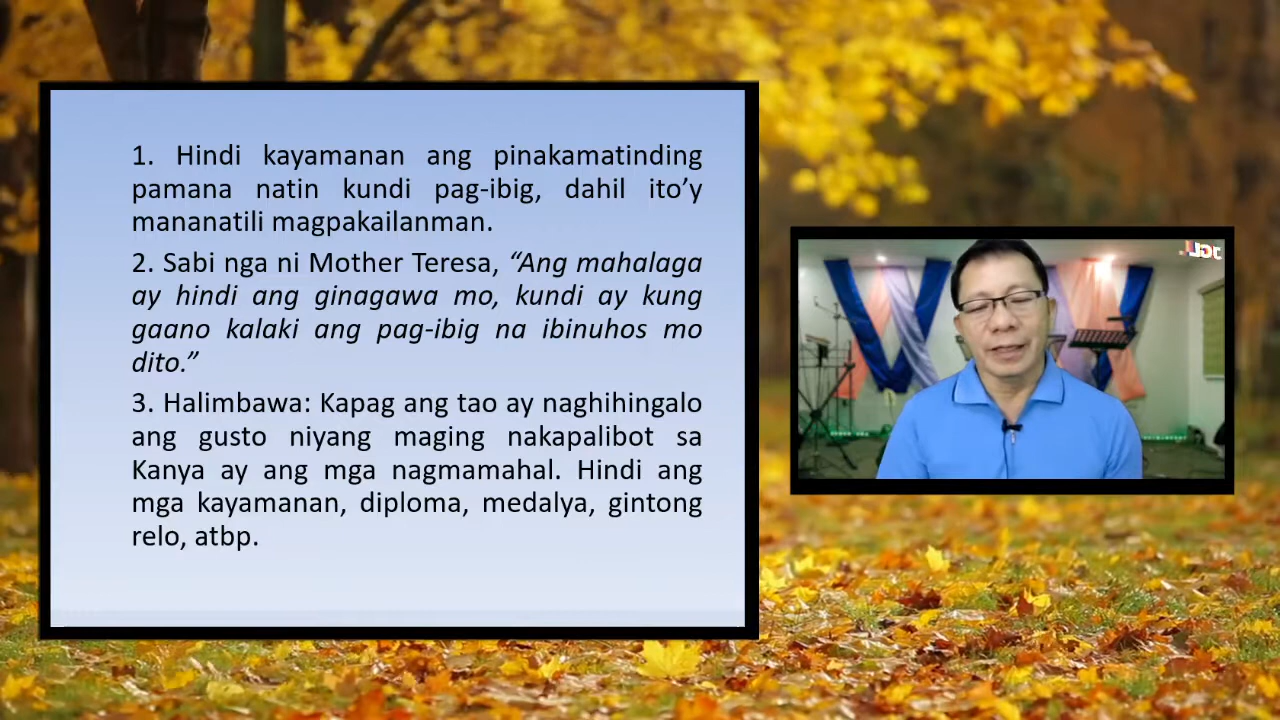 1. Hindi kayamanan ang pinakamatinding
pamana natin kundi pag-ibig, dahil ito’y
mananatili magpakailanman.
2. Sabi nga ni Mother Teresa, “Ang mahalaga
ay hindi ang ginagawa mo, kundi ay kung
gaano kalaki ang pag-ibig na ibinuhos mo
dito.”
3. Halimbawa: Kapag ang tao ay naghihingalo
ang gusto niyang maging nakapalibot sa
Kanya ay ang mga nagmamahal. Hindi ang
mga kayamanan, diploma, medalya, gintong
relo, atbp.